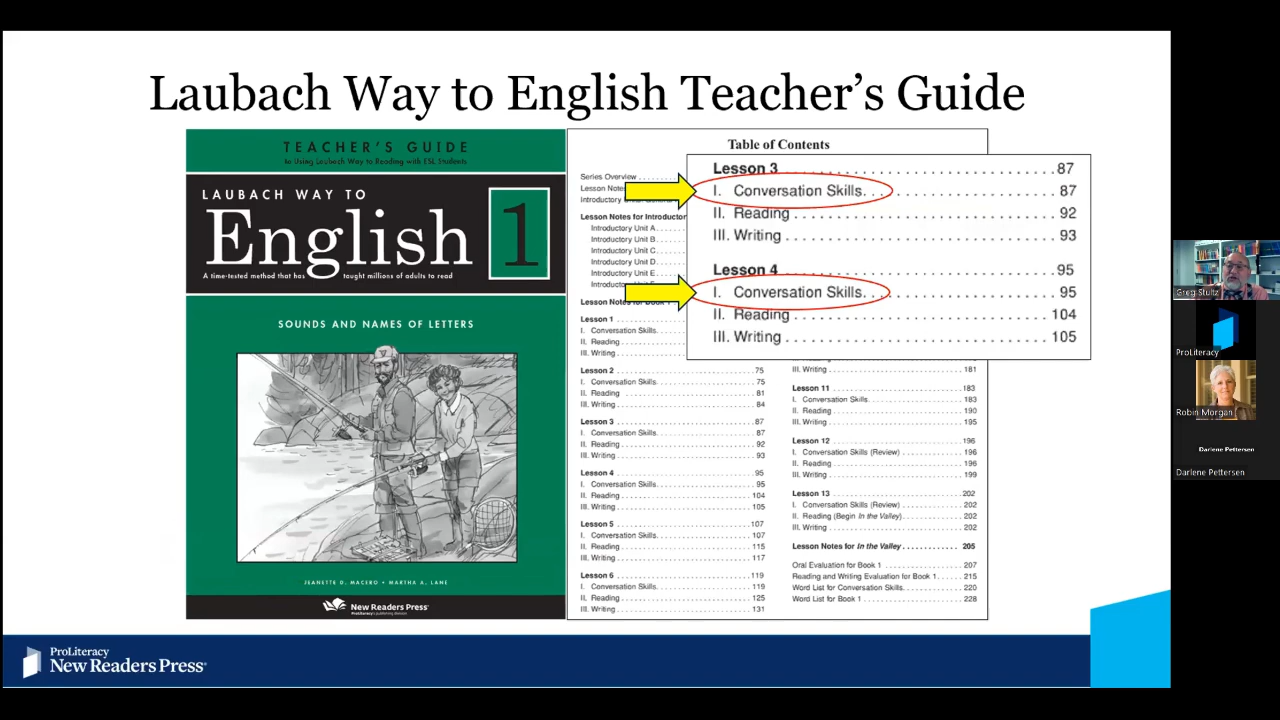 Laubach Way to English Teacher’s Guide
TEACHER'S GUIDE
to Using Laubach Way to Reading with ESL Students
LAUBACH WAY TO
English 1
A time-tested method that has taught millions of adults to read
SOUNDS AND NAMES OF LETTERS
JEANETTE D. MACERO • MARTHA A. LANE
New Readers Press
Table of Contents
Series Overview
Lesson Notes
Lesson Notes for Introductor
Introductory Unit A
Introductory Unit B
Introductory Unit C
Introductory Unit D
Introductory Unit E
Lesson 1
I. Conversation Skills
II. Reading
III. Writing
Lesson 2 75
I. Conversation Skills 75
II. Reading 81
III. Writing 84
Lesson 3 87
I. Conversation Skills 87
II. Reading 92
III. Writing 93
Lesson 4 95
I. Conversation Skills 95
II. Reading 104
III. Writing 105
Lesson 5 107
I. Conversation Skills 107
II. Reading 115
III. Writing 117
Lesson 6 119
I. Conversation Skills 119
II. Reading 125
III. Writing 131
Lesson 3 87
I. Conversation Skills 87
II. Reading 92
III. Writing 93
Lesson 4 95
I. Conversation Skills 95
II. Reading 104
III. Writing 105
III. Writing 181
Lesson 11 183
I. Conversation Skills 183
II. Reading 190
III. Writing 195
Lesson 12 196
I. Conversation Skills (Review) 196
II. Reading 196
III. Writing 199
Lesson 13 202
I. Conversation Skills (Review) 202
II. Reading (Begin In the Valley) 202
III. Writing 202
Lesson Notes for In the Valley 205
Oral Evaluation for Book 1 207
Reading and Writing Evaluation for Book 1 215
Word List for Conversation Skills 220
Word List for Book 1 228
ProLiteracy
New Readers Press
Greg Stultz
ProLiteracy
Robin Morgan
Darlene Pettersen
Darlene Pettersen